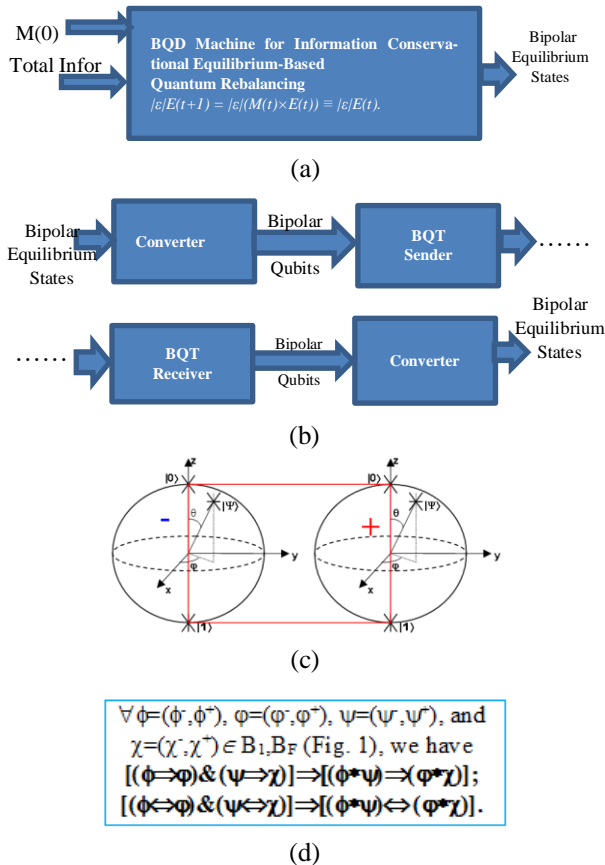 M(0)
Total Infor
BQD Machine for Information Conserva-
tional Equilibrium-Based
Quantum Rebalancing
|ε|E(t+1) = |ε|(M(t)×E(t)) ≡ |ε|E(t).
Bipolar
Equilibrium
States
(a)
Bipolar
Equilibrium
States
Converter
Bipolar
Qubits
BQT
Sender
......
......
BQT
Receiver
Bipolar
Qubits
Converter
Bipolar
Equilibrium
States
(b)
z
|0⟩
|Ψ⟩
θ
-
y
φ
x
|1⟩
z
|0⟩
|Ψ⟩
θ
+
y
φ
x
|1⟩
(c)
∀ϕ=(ϕ⁻,ϕ⁺), φ=(φ⁻,φ⁺), ψ=(ψ⁻,ψ⁺), and
χ=(χ⁻,χ⁺)∈B₁,B_F (Fig. 1), we have
[(ϕ⇒φ)&(ψ⇒χ)]⇒[(ϕ*ψ)⇒(φ*χ)];
[(ϕ⇔φ)&(ψ⇔χ)]⇒[(ϕ*ψ)⇔(φ*χ)].
(d)